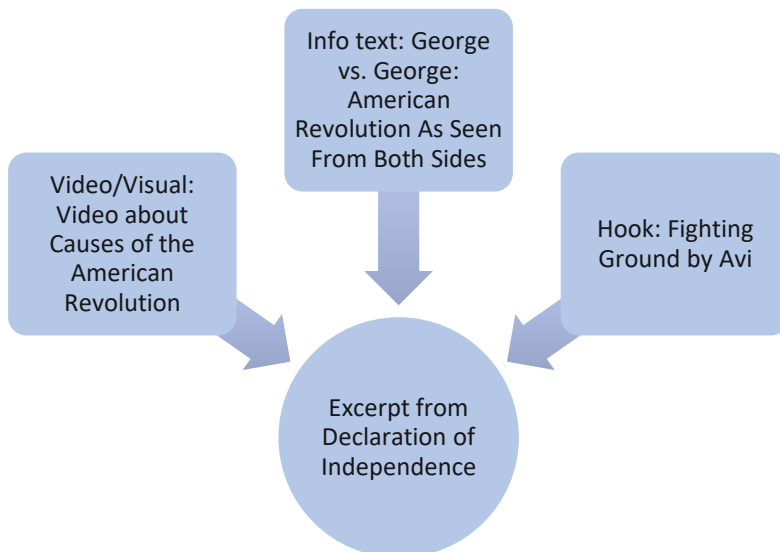 Info text: George
vs. George:
American
Revolution As Seen
From Both Sides
Video/Visual:
Video about
Causes of the
American
Revolution
Hook: Fighting
Ground by Avi
Excerpt from
Declaration of
Independence